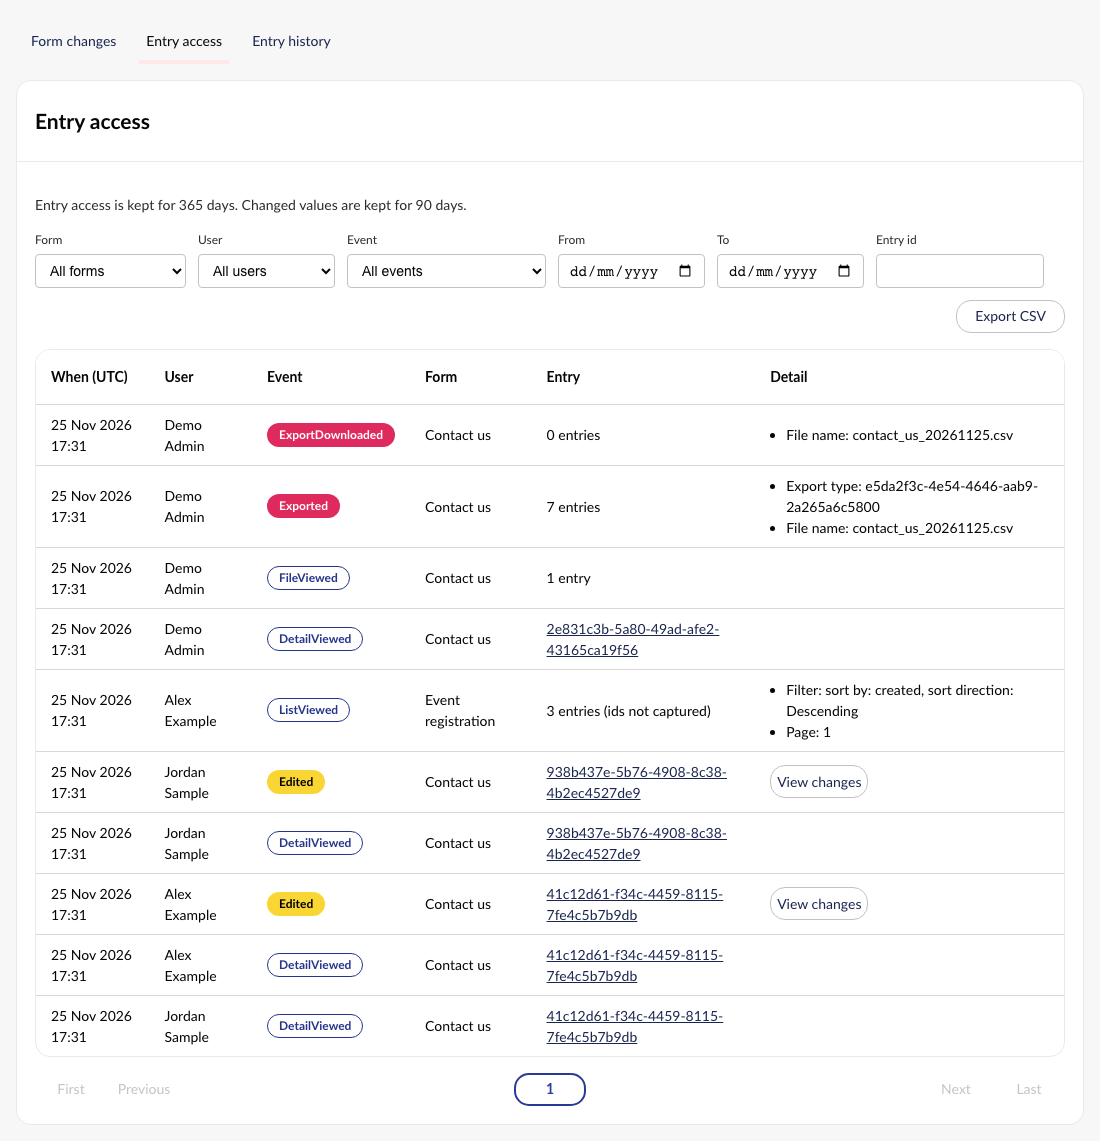 Form changes Entry access Entry history
Entry access
Entry access is kept for 365 days. Changed values are kept for 90 days.
Form User Event From To Entry id
All forms All users All events dd/mm/yyyy dd/mm/yyyy
Export CSV
When (UTC) User Event Form Entry Detail
25 Nov 2026 17:31 Demo Admin ExportDownloaded Contact us 0 entries • File name: contact_us_20261125.csv
25 Nov 2026 17:31 Demo Admin Exported Contact us 7 entries • Export type: e5da2f3c-4e54-4646-aab9-2a265a6c5800
• File name: contact_us_20261125.csv
25 Nov 2026 17:31 Demo Admin FileViewed Contact us 1 entry
25 Nov 2026 17:31 Demo Admin DetailViewed Contact us 2e831c3b-5a80-49ad-afe2-43165ca19f56
25 Nov 2026 17:31 Alex Example ListViewed Event registration 3 entries (ids not captured) • Filter: sort by: created, sort direction: Descending
• Page: 1
25 Nov 2026 17:31 Jordan Sample Edited Contact us 938b437e-5b76-4908-8c38-4b2ec4527de9 View changes
25 Nov 2026 17:31 Jordan Sample DetailViewed Contact us 938b437e-5b76-4908-8c38-4b2ec4527de9
25 Nov 2026 17:31 Alex Example Edited Contact us 41c12d61-f34c-4459-8115-7fe4c5b7b9db View changes
25 Nov 2026 17:31 Alex Example DetailViewed Contact us 41c12d61-f34c-4459-8115-7fe4c5b7b9db
25 Nov 2026 17:31 Jordan Sample DetailViewed Contact us 41c12d61-f34c-4459-8115-7fe4c5b7b9db
First Previous 1 Next Last